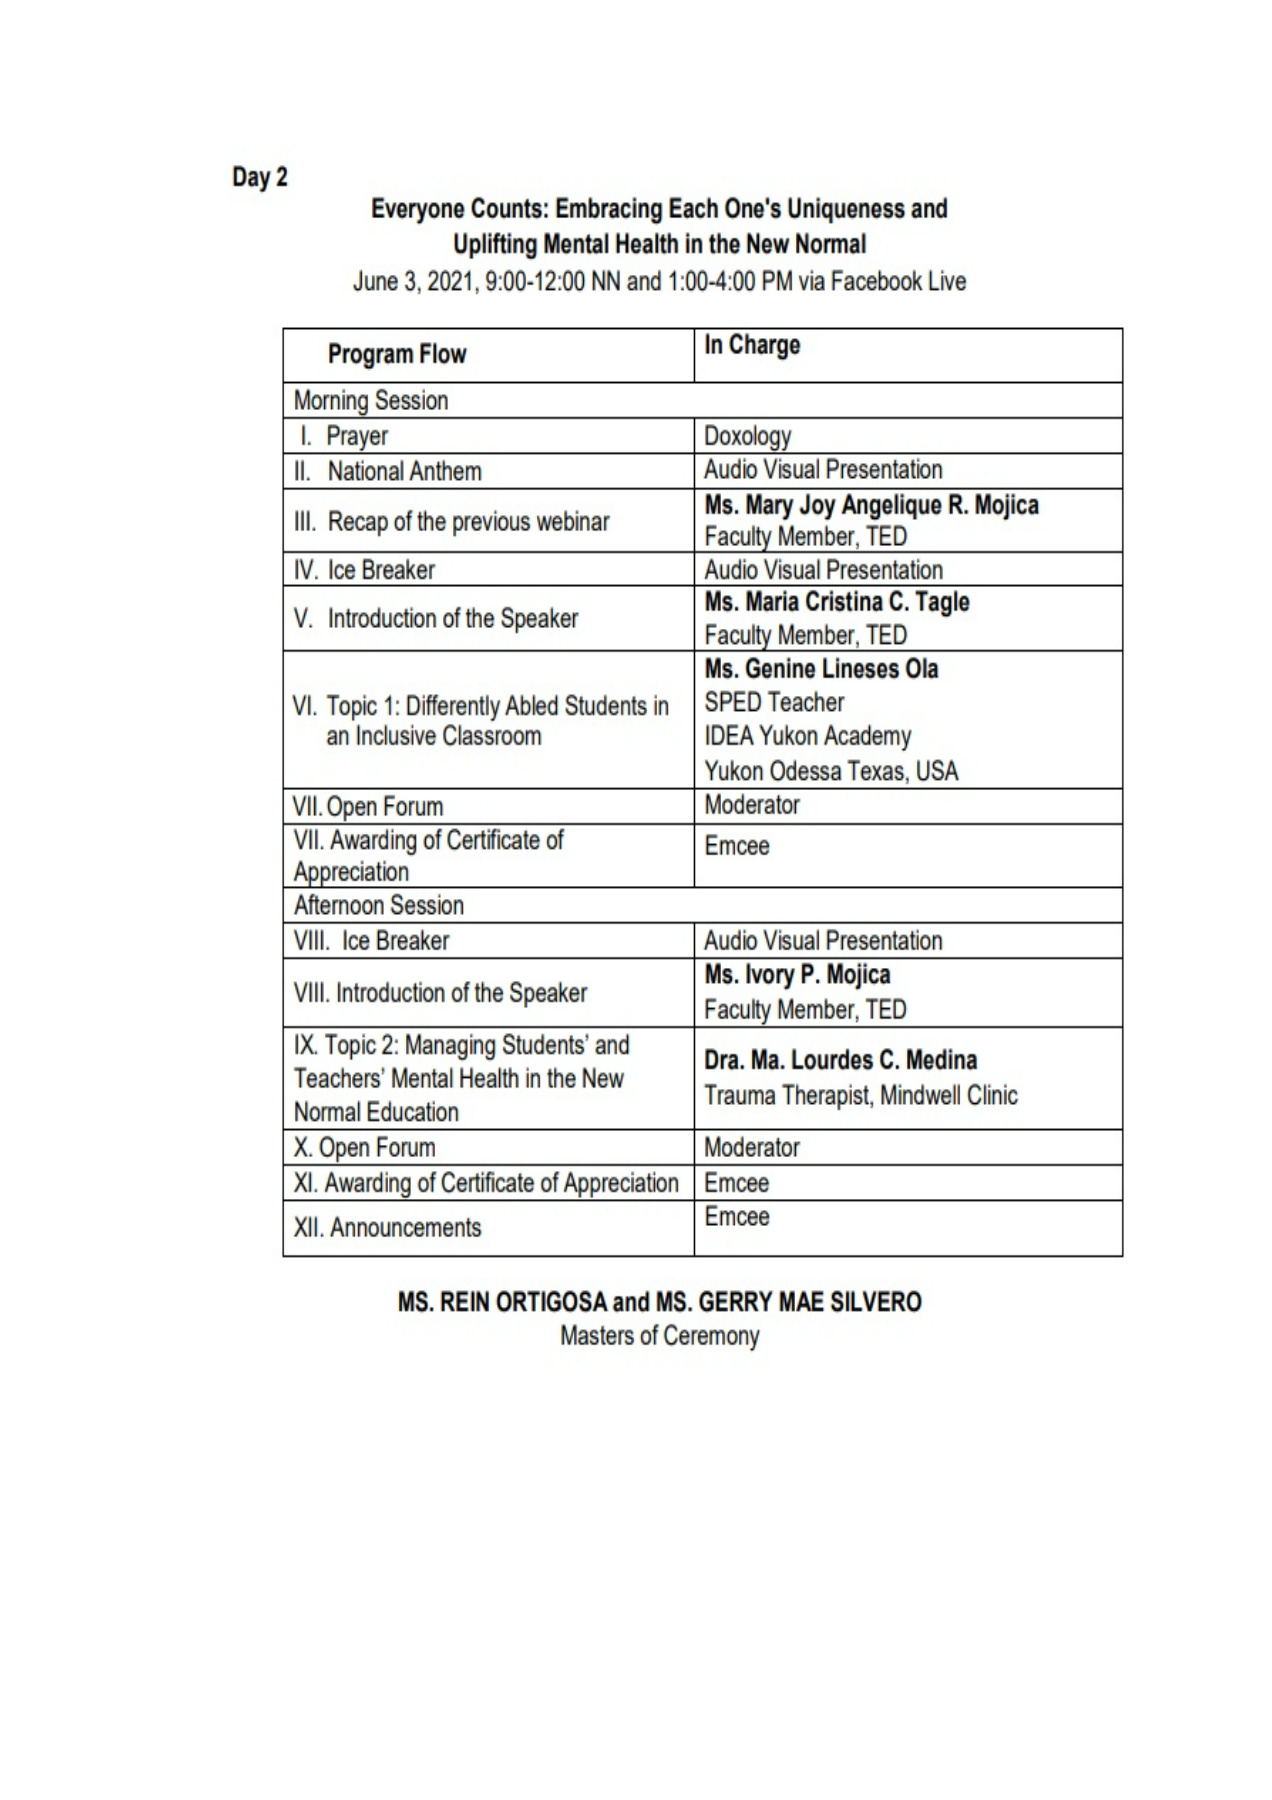 Day 2
Everyone Counts: Embracing Each One's Uniqueness and
Uplifting Mental Health in the New Normal
June 3, 2021, 9:00-12:00 NN and 1:00-4:00 PM via Facebook Live
Program Flow
In Charge
Morning Session
I. Prayer
Doxology
II. National Anthem
Audio Visual Presentation
III. Recap of the previous webinar
Ms. Mary Joy Angelique R. Mojica
Faculty Member, TED
IV. Ice Breaker
Audio Visual Presentation
V. Introduction of the Speaker
Ms. Maria Cristina C. Tagle
Faculty Member, TED
VI. Topic 1: Differently Abled Students in
an Inclusive Classroom
Ms. Genine Lineses Ola
SPED Teacher
IDEA Yukon Academy
Yukon Odessa Texas, USA
VII. Open Forum
Moderator
VII. Awarding of Certificate of
Appreciation
Emcee
Afternoon Session
VIII. Ice Breaker
Audio Visual Presentation
VIII. Introduction of the Speaker
Ms. Ivory P. Mojica
Faculty Member, TED
IX. Topic 2: Managing Students’ and
Teachers’ Mental Health in the New
Normal Education
Dra. Ma. Lourdes C. Medina
Trauma Therapist, Mindwell Clinic
X. Open Forum
Moderator
XI. Awarding of Certificate of Appreciation
Emcee
XII. Announcements
Emcee
MS. REIN ORTIGOSA and MS. GERRY MAE SILVERO
Masters of Ceremony